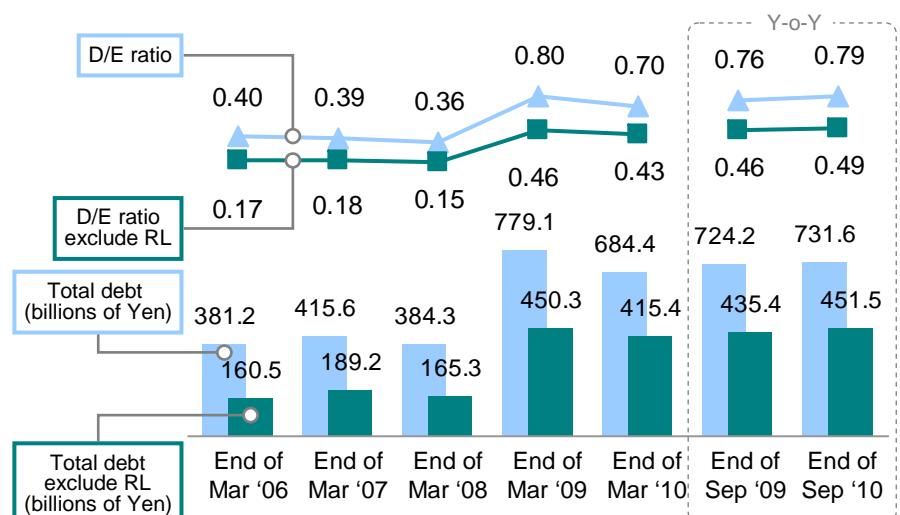 Y-o-Y
D/E ratio
0.40
0.39
0.36
0.80
0.70
0.76
0.79
D/E ratio
exclude RL
0.17
0.18
0.15
0.46
0.43
0.46
0.49
Total debt
(billions of Yen)
381.2
415.6
384.3
779.1
684.4
724.2
731.6
160.5
189.2
165.3
450.3
415.4
435.4
451.5
Total debt
exclude RL
(billions of Yen)
End of
Mar ‘06
End of
Mar ‘07
End of
Mar ‘08
End of
Mar ‘09
End of
Mar ‘10
End of
Sep ‘09
End of
Sep ‘10